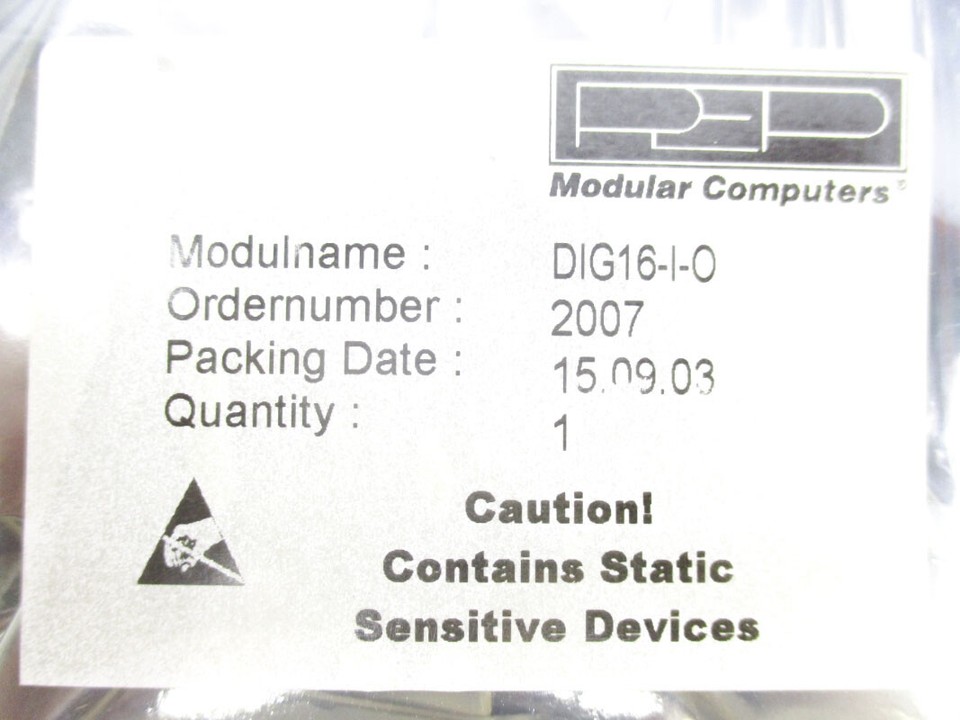 PEP
Modular Computers®
Modulname : DIG16-I-O
Ordernumber : 2007
Packing Date : 15.09.03
Quantity : 1
Caution!
Contains Static
Sensitive Devices